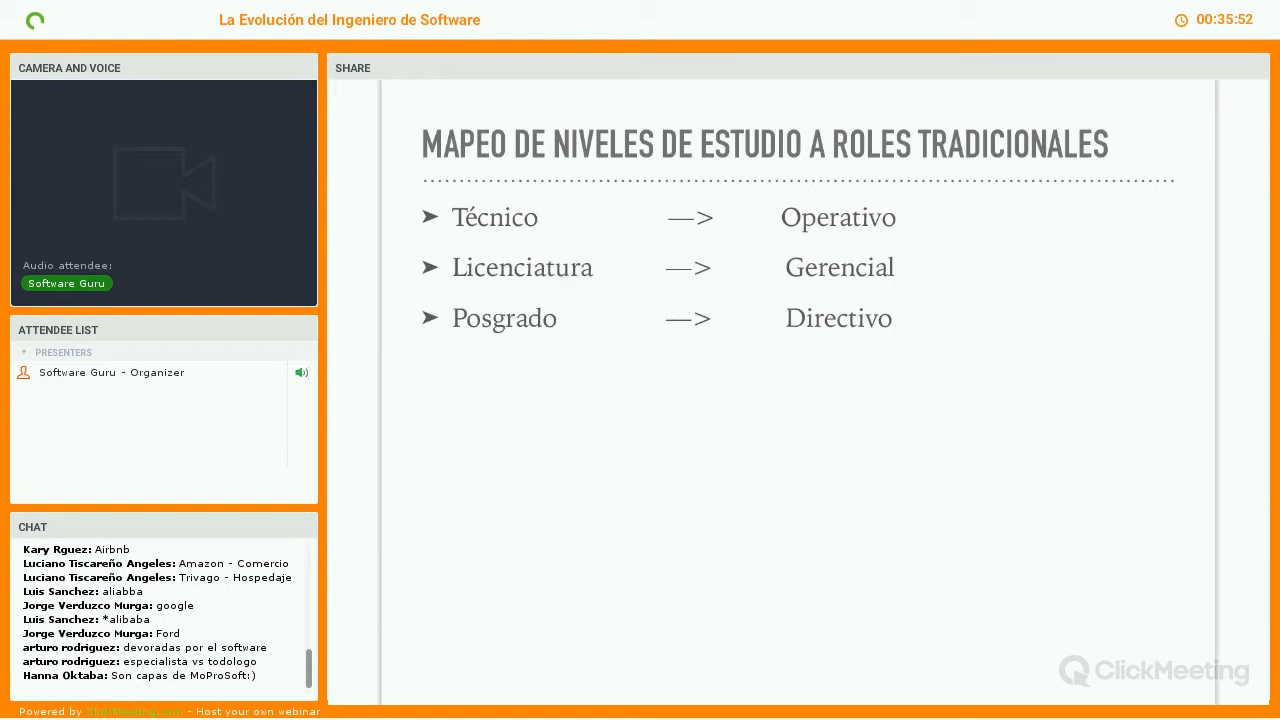 La Evolución del Ingeniero de Software
00:35:52
CAMERA AND VOICE
Audio attendee:
Software Guru
ATTENDEE LIST
PRESENTERS
Software Guru - Organizer
CHAT
Kary Rguez: Airbnb
Luciano Tiscareño Angeles: Amazon - Comercio
Luciano Tiscareño Angeles: Trivago - Hospedaje
Luis Sanchez: aliabba
Jorge Verduzco Murga: google
Luis Sanchez: *alibaba
Jorge Verduzco Murga: Ford
arturo rodriguez: devoradas por el software
arturo rodriguez: especialista vs todologo
Hanna Oktaba: Son capas de MoProSoft:)
Powered by ClickMeeting.com - Host your own webinar
SHARE
MAPEO DE NIVELES DE ESTUDIO A ROLES TRADICIONALES
➤ Técnico —> Operativo
➤ Licenciatura —> Gerencial
➤ Posgrado —> Directivo
ClickMeeting